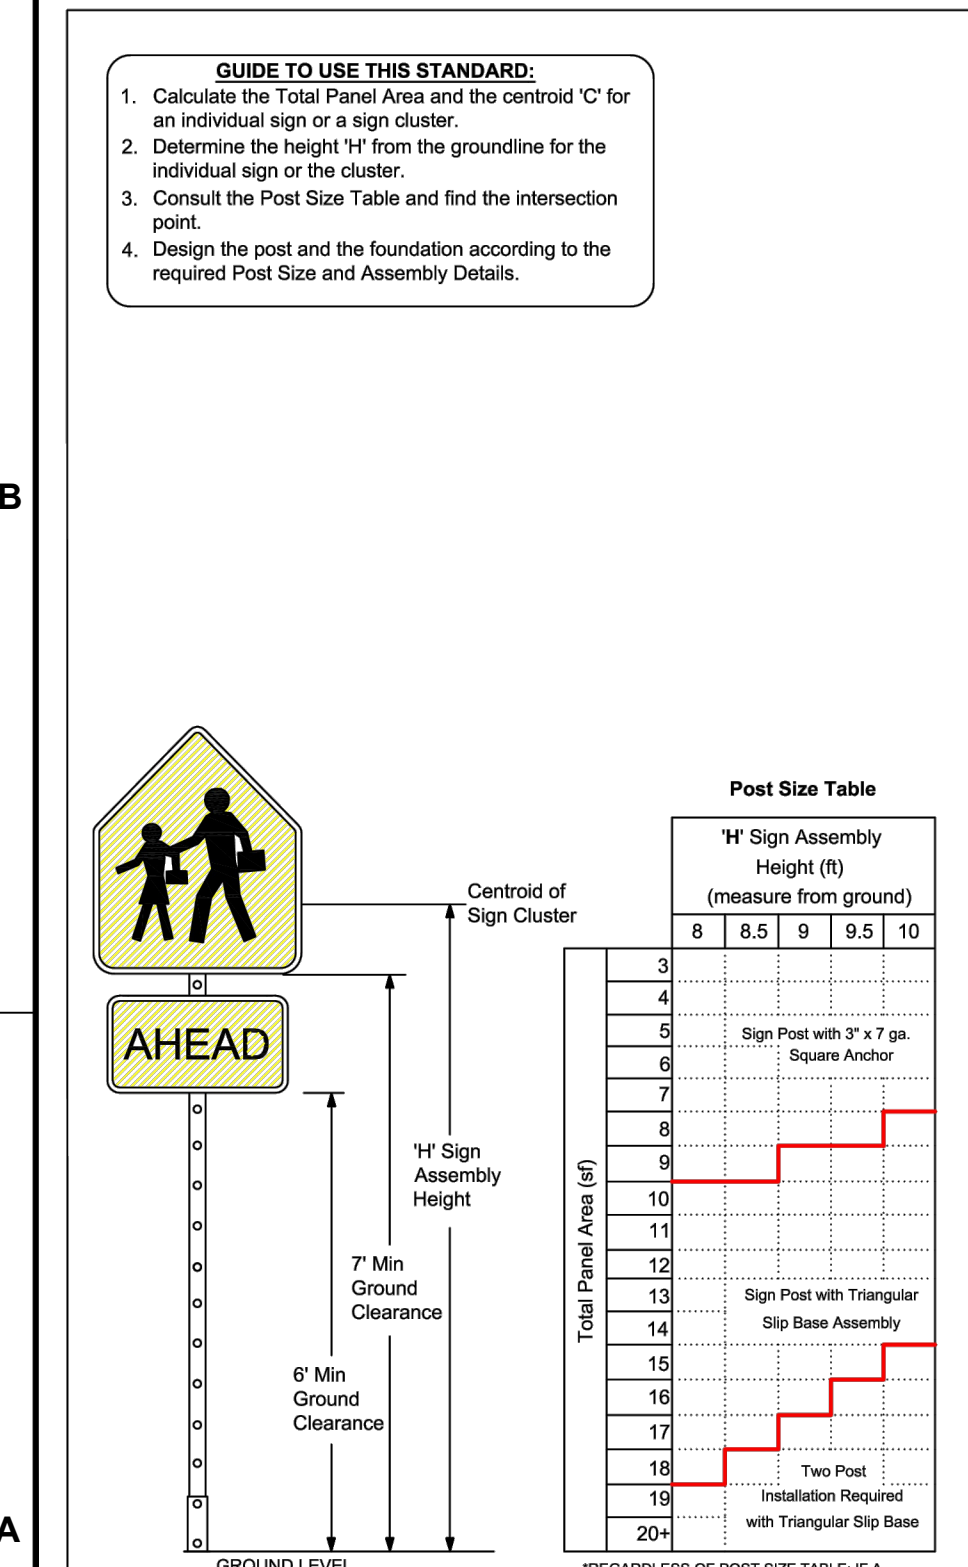 GUIDE TO USE THIS STANDARD:
1. Calculate the Total Panel Area and the centroid 'C' for
an individual sign or a sign cluster.
2. Determine the height 'H' from the groundline for the
individual sign or the cluster.
3. Consult the Post Size Table and find the intersection
point.
4. Design the post and the foundation according to the
required Post Size and Assembly Details.
B
AHEAD
Centroid of
Sign Cluster
'H' Sign
Assembly
Height
7' Min
Ground
Clearance
6' Min
Ground
Clearance
A
GROUND LEVEL
Post Size Table
'H' Sign Assembly
Height (ft)
(measure from ground)
8 8.5 9 9.5 10
Total Panel Area (sf)
3
4
5
6
7
8
9
10
11
12
13
14
15
16
17
18
19
20+
Sign Post with 3" x 7 ga.
Square Anchor
Sign Post with Triangular
Slip Base Assembly
Two Post
Installation Required
with Triangular Slip Base
*REGARDLESS OF POST SIZE TABLE: IF A